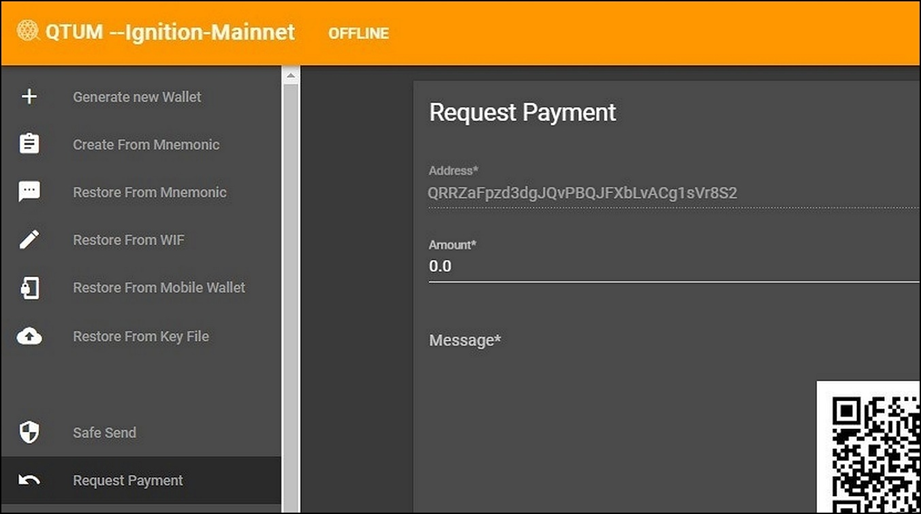 QTUM --Ignition-Mainnet OFFLINE
Generate new Wallet
Create From Mnemonic
Restore From Mnemonic
Restore From WIF
Restore From Mobile Wallet
Restore From Key File
Safe Send
Request Payment
Request Payment
Address*
QRRZaFpzd3dgJQvPBQJFXbLvACg1sVr8S2
Amount*
0.0
Message*